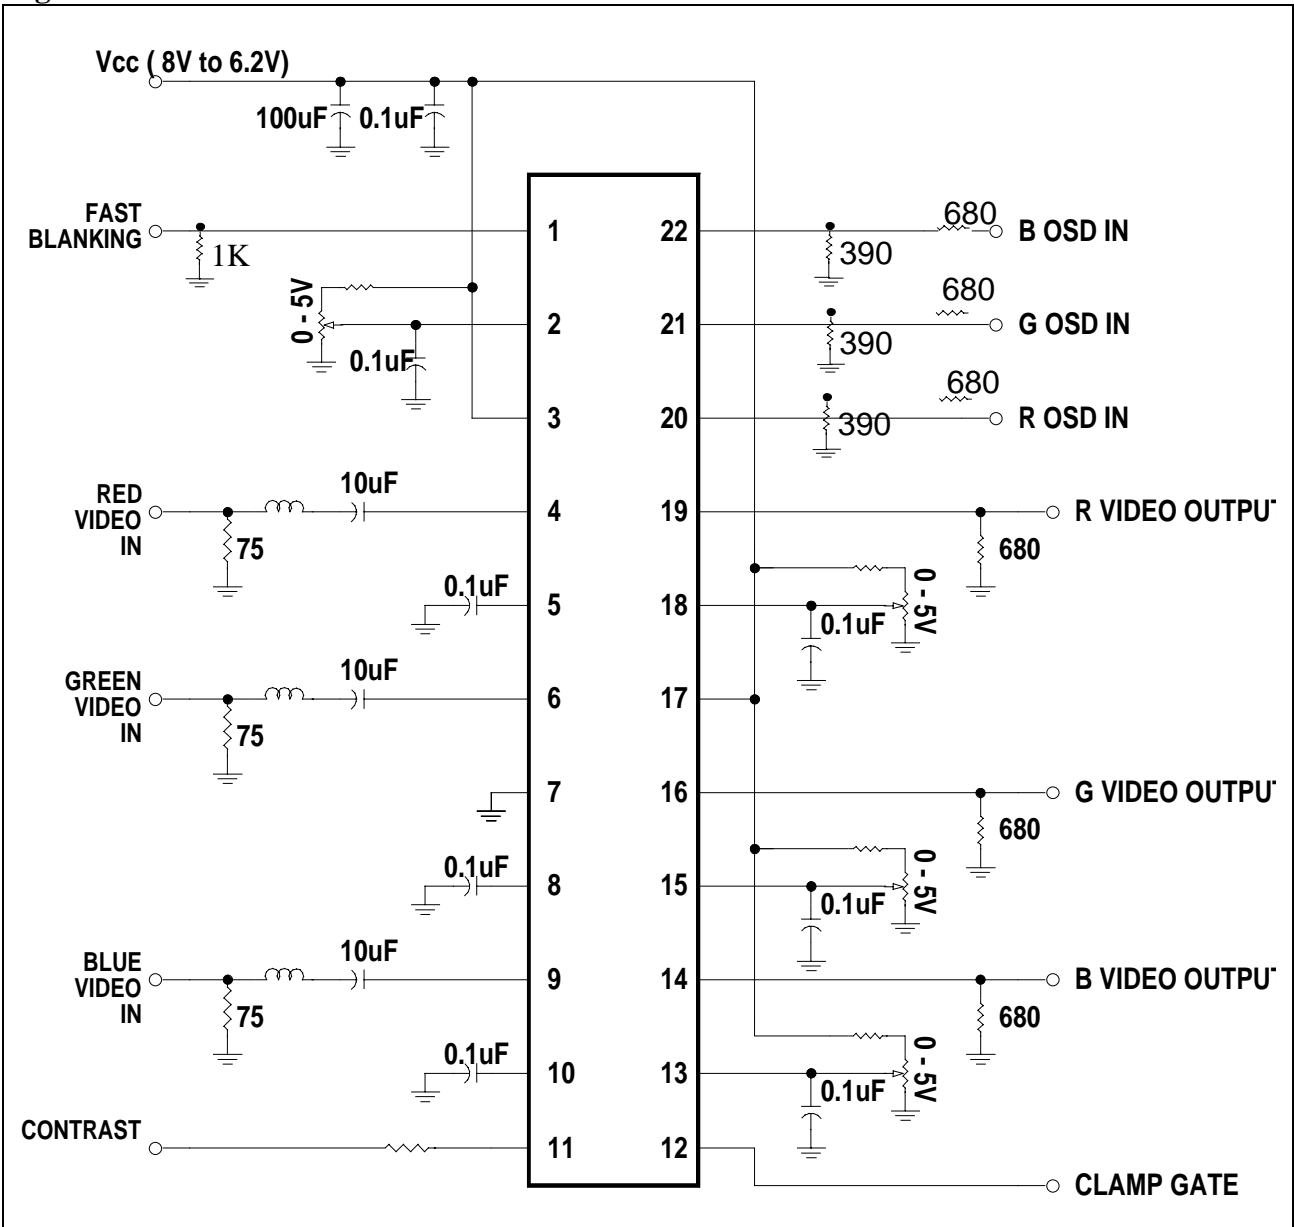 Vcc ( 8V to 6.2V)
100uF
0.1uF
FAST
BLANKING
1K
1
22
680
B OSD IN
390
0 - 5V
0.1uF
2
21
680
G OSD IN
390
3
20
680
R OSD IN
390
RED
VIDEO
IN
10uF
75
4
19
R VIDEO OUTPU
680
0.1uF
5
18
0.1uF
0 - 5V
GREEN
VIDEO
IN
10uF
75
6
17
7
16
G VIDEO OUTPU
680
0.1uF
8
15
0.1uF
0 - 5V
BLUE
VIDEO
IN
10uF
75
9
14
B VIDEO OUTPU
680
0.1uF
10
13
0.1uF
0 - 5V
CONTRAST
11
12
CLAMP GATE